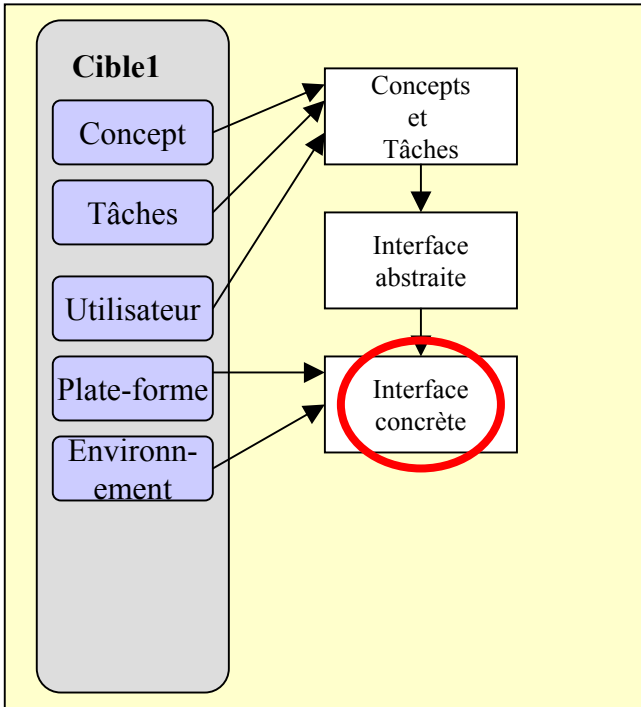 Cible1
Concept
Tâches
Utilisateur
Plate-forme
Environn-
ement
Concepts
et
Tâches
Interface
abstraite
Interface
concrète